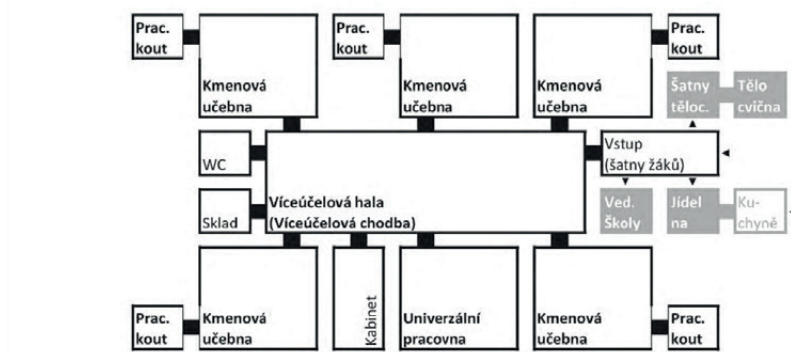 Prac.
kout
Kmenová
učebna
Prac.
kout
Kmenová
učebna
Kmenová
učebna
Prac.
kout
Šatny
těloc.
Tělo
cvična
WC
Vstup
(šatny žáků)
Sklad
Víceúčelová hala
(Víceúčelová chodba)
Ved.
Školy
Jídel
na
Ku-
chyně
Prac.
kout
Kmenová
učebna
Kabinet
Univerzální
pracovna
Kmenová
učebna
Prac.
kout